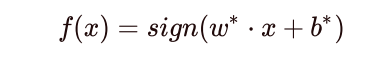 f(x) = sign(w* · x + b*)